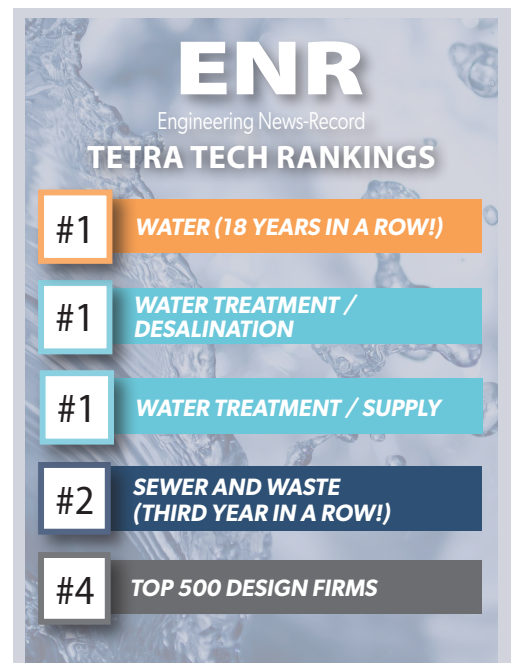 ENR
Engineering News-Record
TETRA TECH RANKINGS
#1 WATER (18 YEARS IN A ROW!)
#1 WATER TREATMENT /
DESALINATION
#1 WATER TREATMENT / SUPPLY
#2 SEWER AND WASTE
(THIRD YEAR IN A ROW!)
#4 TOP 500 DESIGN FIRMS